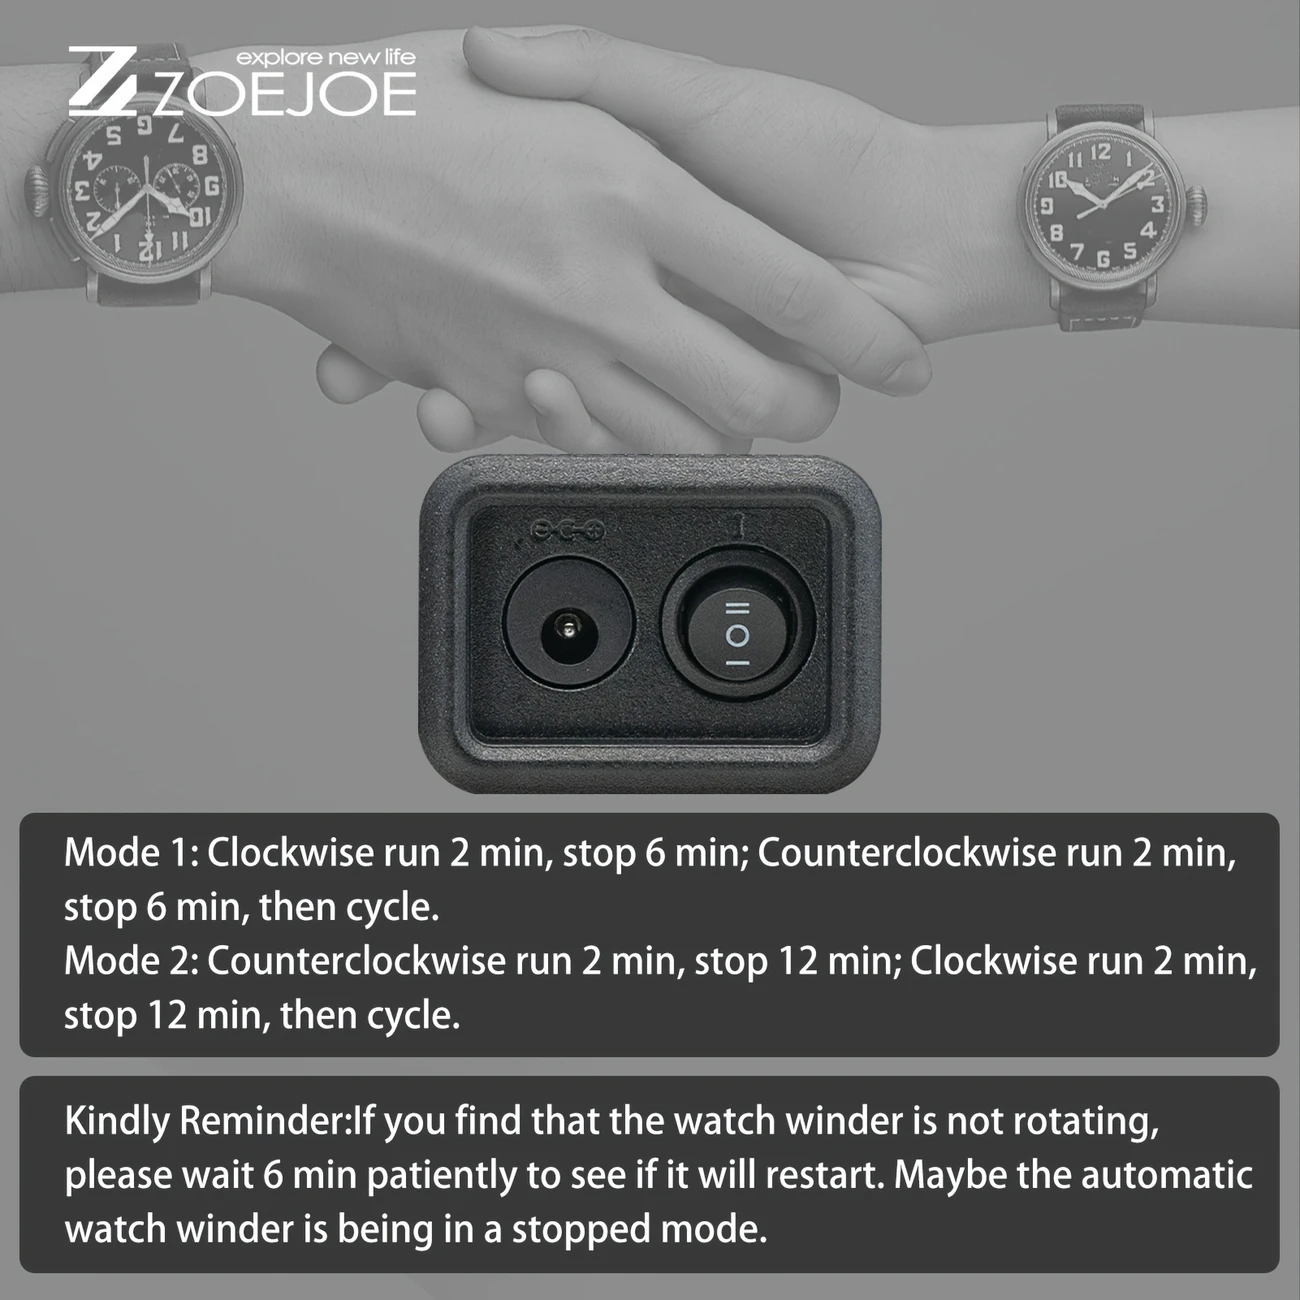 explore new life
ZOEJOE
Mode 1: Clockwise run 2 min, stop 6 min; Counterclockwise run 2 min,
stop 6 min, then cycle.
Mode 2: Counterclockwise run 2 min, stop 12 min; Clockwise run 2 min,
stop 12 min, then cycle.
Kindly Reminder:If you find that the watch winder is not rotating,
please wait 6 min patiently to see if it will restart. Maybe the automatic
watch winder is being in a stopped mode.